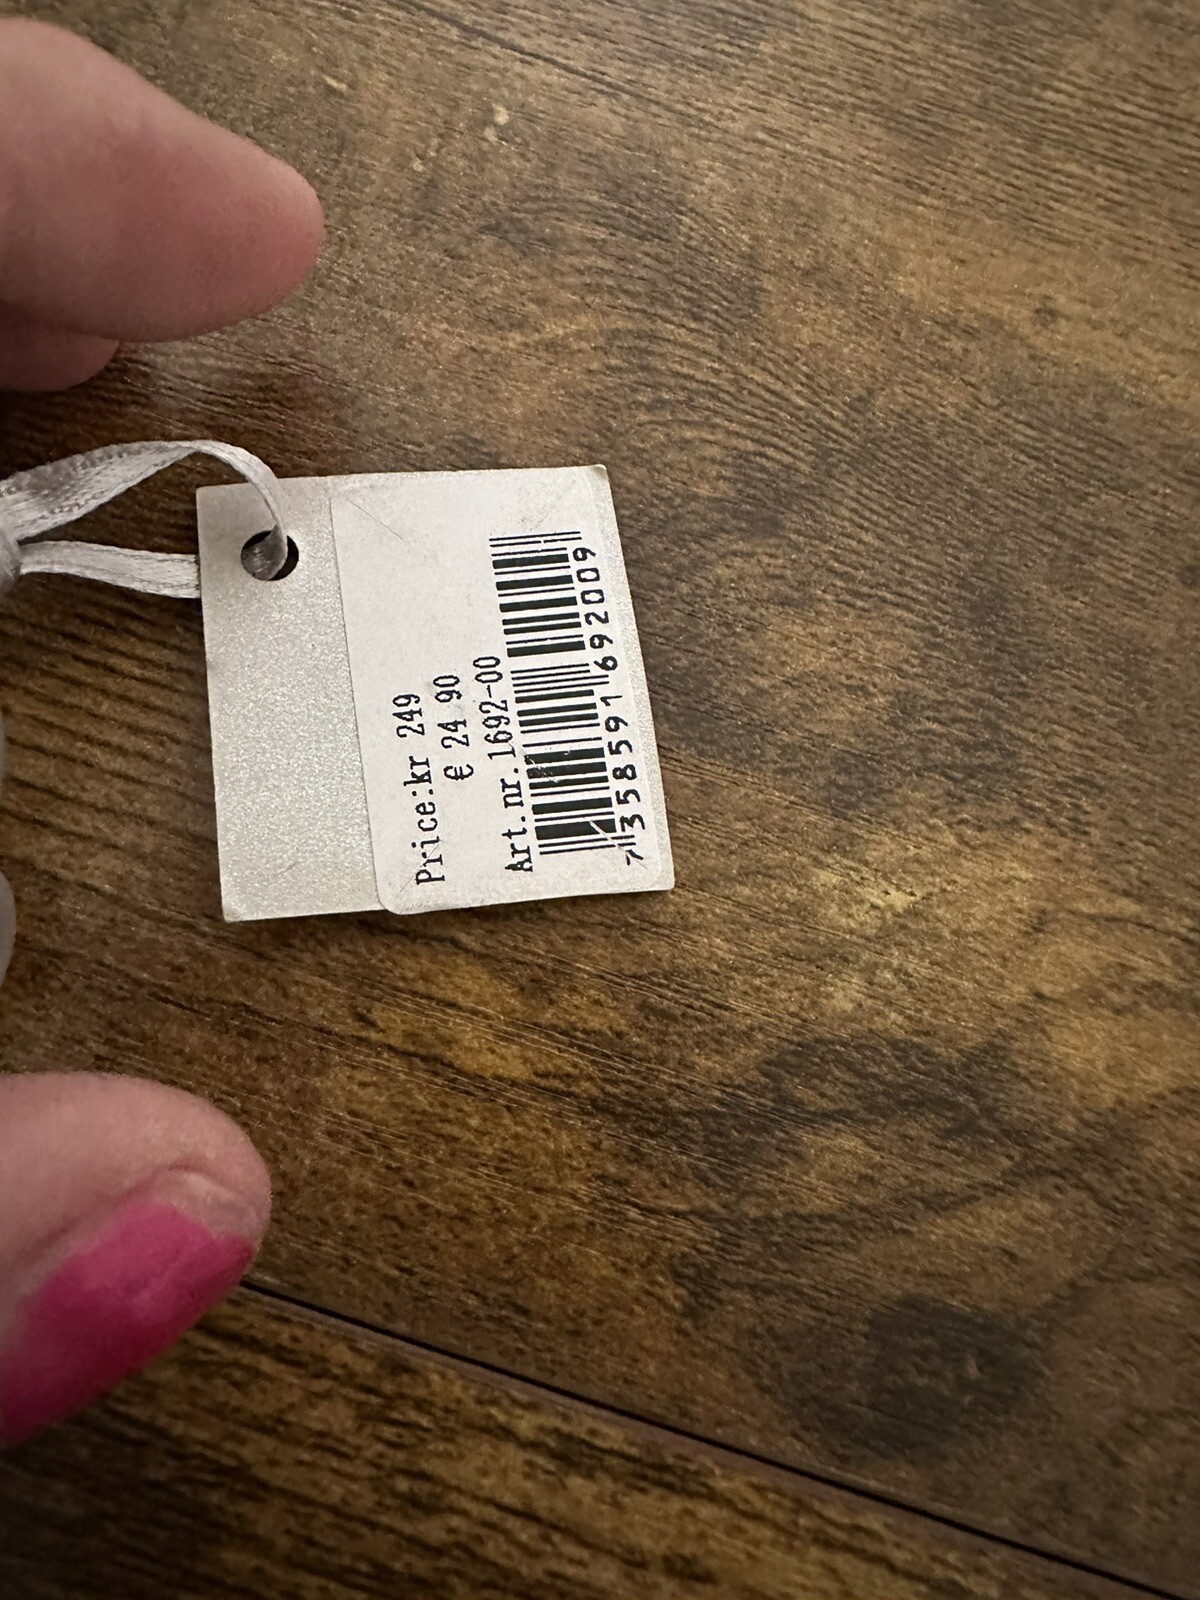 Price:kr 249
€ 24 90
Art.nr.1692-00
7 358591 692009